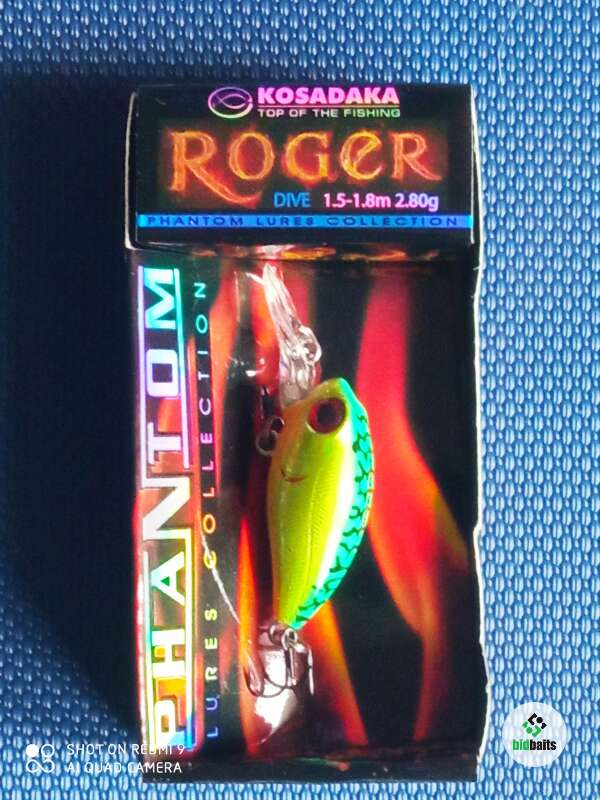 KOSADAKA
TOP OF THE FISHING
ROGER
DIVE 1.5-1.8m 2.80g
PHANTOM LURES COLLECTION
PHANTOM
LURES COLLECTION
SHOT ON REDMI 9
AI QUAD CAMERA
bidbaits